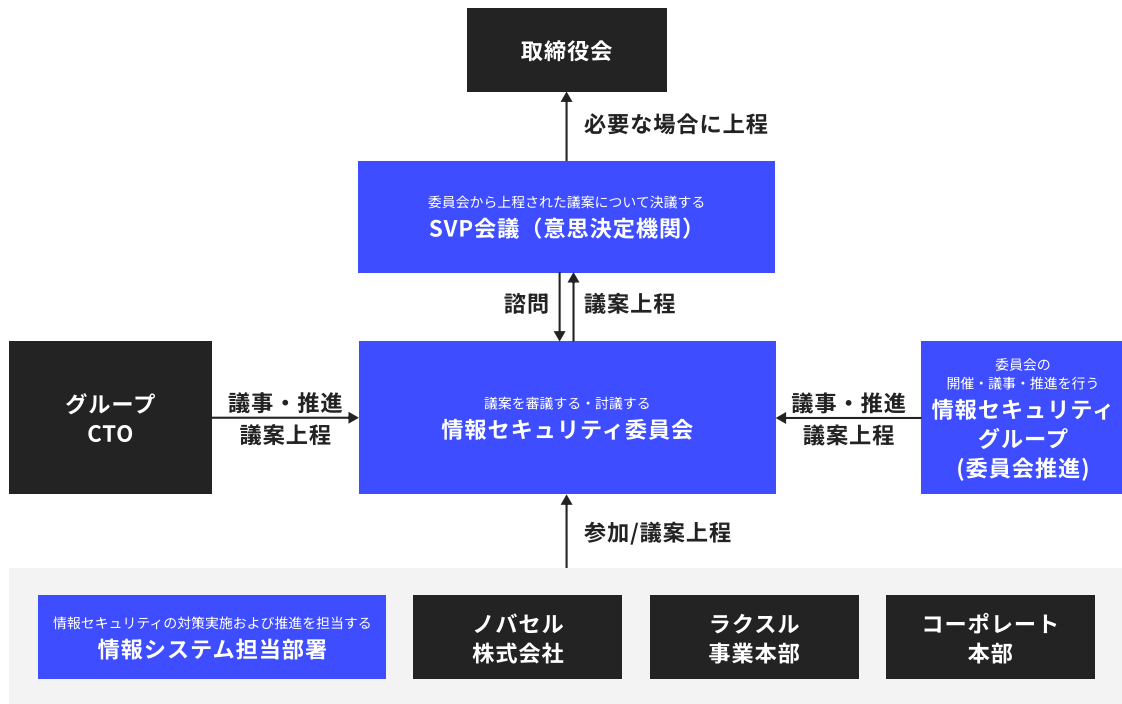 取締役会
必要な場合に上程
委員会から上程された議案について決議する
SVP会議（意思決定機関）
諮問
議案上程
グループ
CTO
議事・推進
議案上程
議案を審議する・討議する
情報セキュリティ委員会
議事・推進
議案上程
委員会の
開催・議事・推進を行う
情報セキュリティ
グループ
(委員会推進)
参加/議案上程
情報セキュリティの対策実施および推進を担当する
情報システム担当部署
ノバセル
株式会社
ラクスル
事業本部
コーポレート
本部